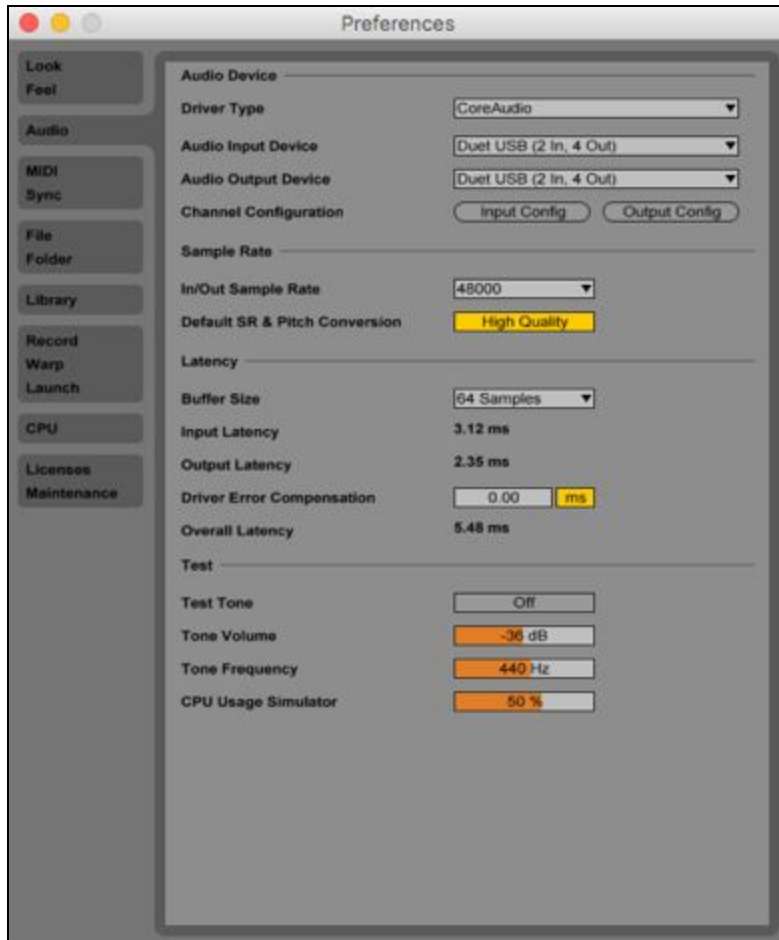 Preferences
Look
Feel
Audio
MIDI
Sync
File
Folder
Library
Record
Warp
Launch
CPU
Licenses
Maintenance
Audio Device
Driver Type CoreAudio
Audio Input Device Duet USB (2 In, 4 Out)
Audio Output Device Duet USB (2 In, 4 Out)
Channel Configuration Input Config Output Config
Sample Rate
In/Out Sample Rate 48000
Default SR & Pitch Conversion High Quality
Latency
Buffer Size 64 Samples
Input Latency 3.12 ms
Output Latency 2.35 ms
Driver Error Compensation 0.00 ms
Overall Latency 5.48 ms
Test
Test Tone Off
Tone Volume -36 dB
Tone Frequency 440 Hz
CPU Usage Simulator 50 %